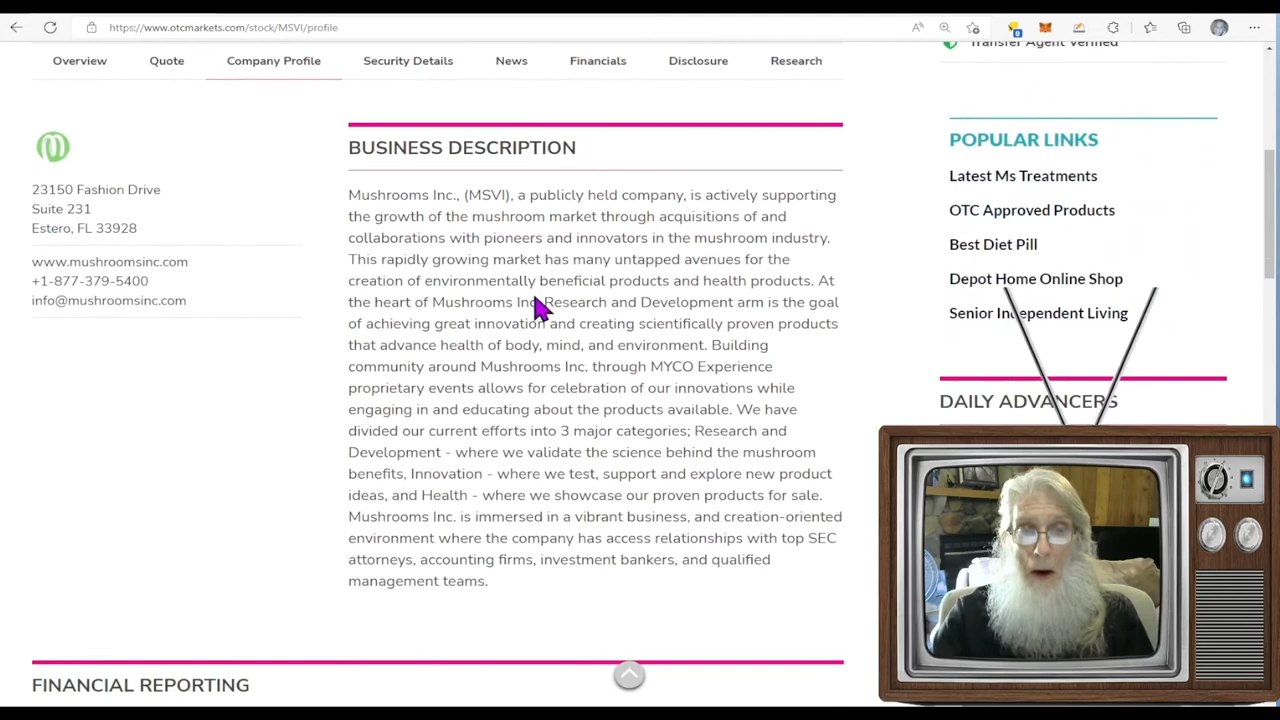 https://www.otcmarkets.com/stock/MSVI/profile
Transfer Agent Verified
Overview
Quote
Company Profile
Security Details
News
Financials
Disclosure
Research
23150 Fashion Drive
Suite 231
Estero, FL 33928
www.mushroomsinc.com
+1-877-379-5400
info@mushroomsinc.com
BUSINESS DESCRIPTION
Mushrooms Inc., (MSVI), a publicly held company, is actively supporting
the growth of the mushroom market through acquisitions of and
collaborations with pioneers and innovators in the mushroom industry.
This rapidly growing market has many untapped avenues for the
creation of environmentally beneficial products and health products. At
the heart of Mushrooms Inc. Research and Development arm is the goal
of achieving great innovation and creating scientifically proven products
that advance health of body, mind, and environment. Building
community around Mushrooms Inc. through MYCO Experience
proprietary events allows for celebration of our innovations while
engaging in and educating about the products available. We have
divided our current efforts into 3 major categories; Research and
Development - where we validate the science behind the mushroom
benefits, Innovation - where we test, support and explore new product
ideas, and Health - where we showcase our proven products for sale.
Mushrooms Inc. is immersed in a vibrant business, and creation-oriented
environment where the company has access relationships with top SEC
attorneys, accounting firms, investment bankers, and qualified
management teams.
FINANCIAL REPORTING
POPULAR LINKS
Latest Ms Treatments
OTC Approved Products
Best Diet Pill
Depot Home Online Shop
Senior Independent Living
DAILY ADVANCERS